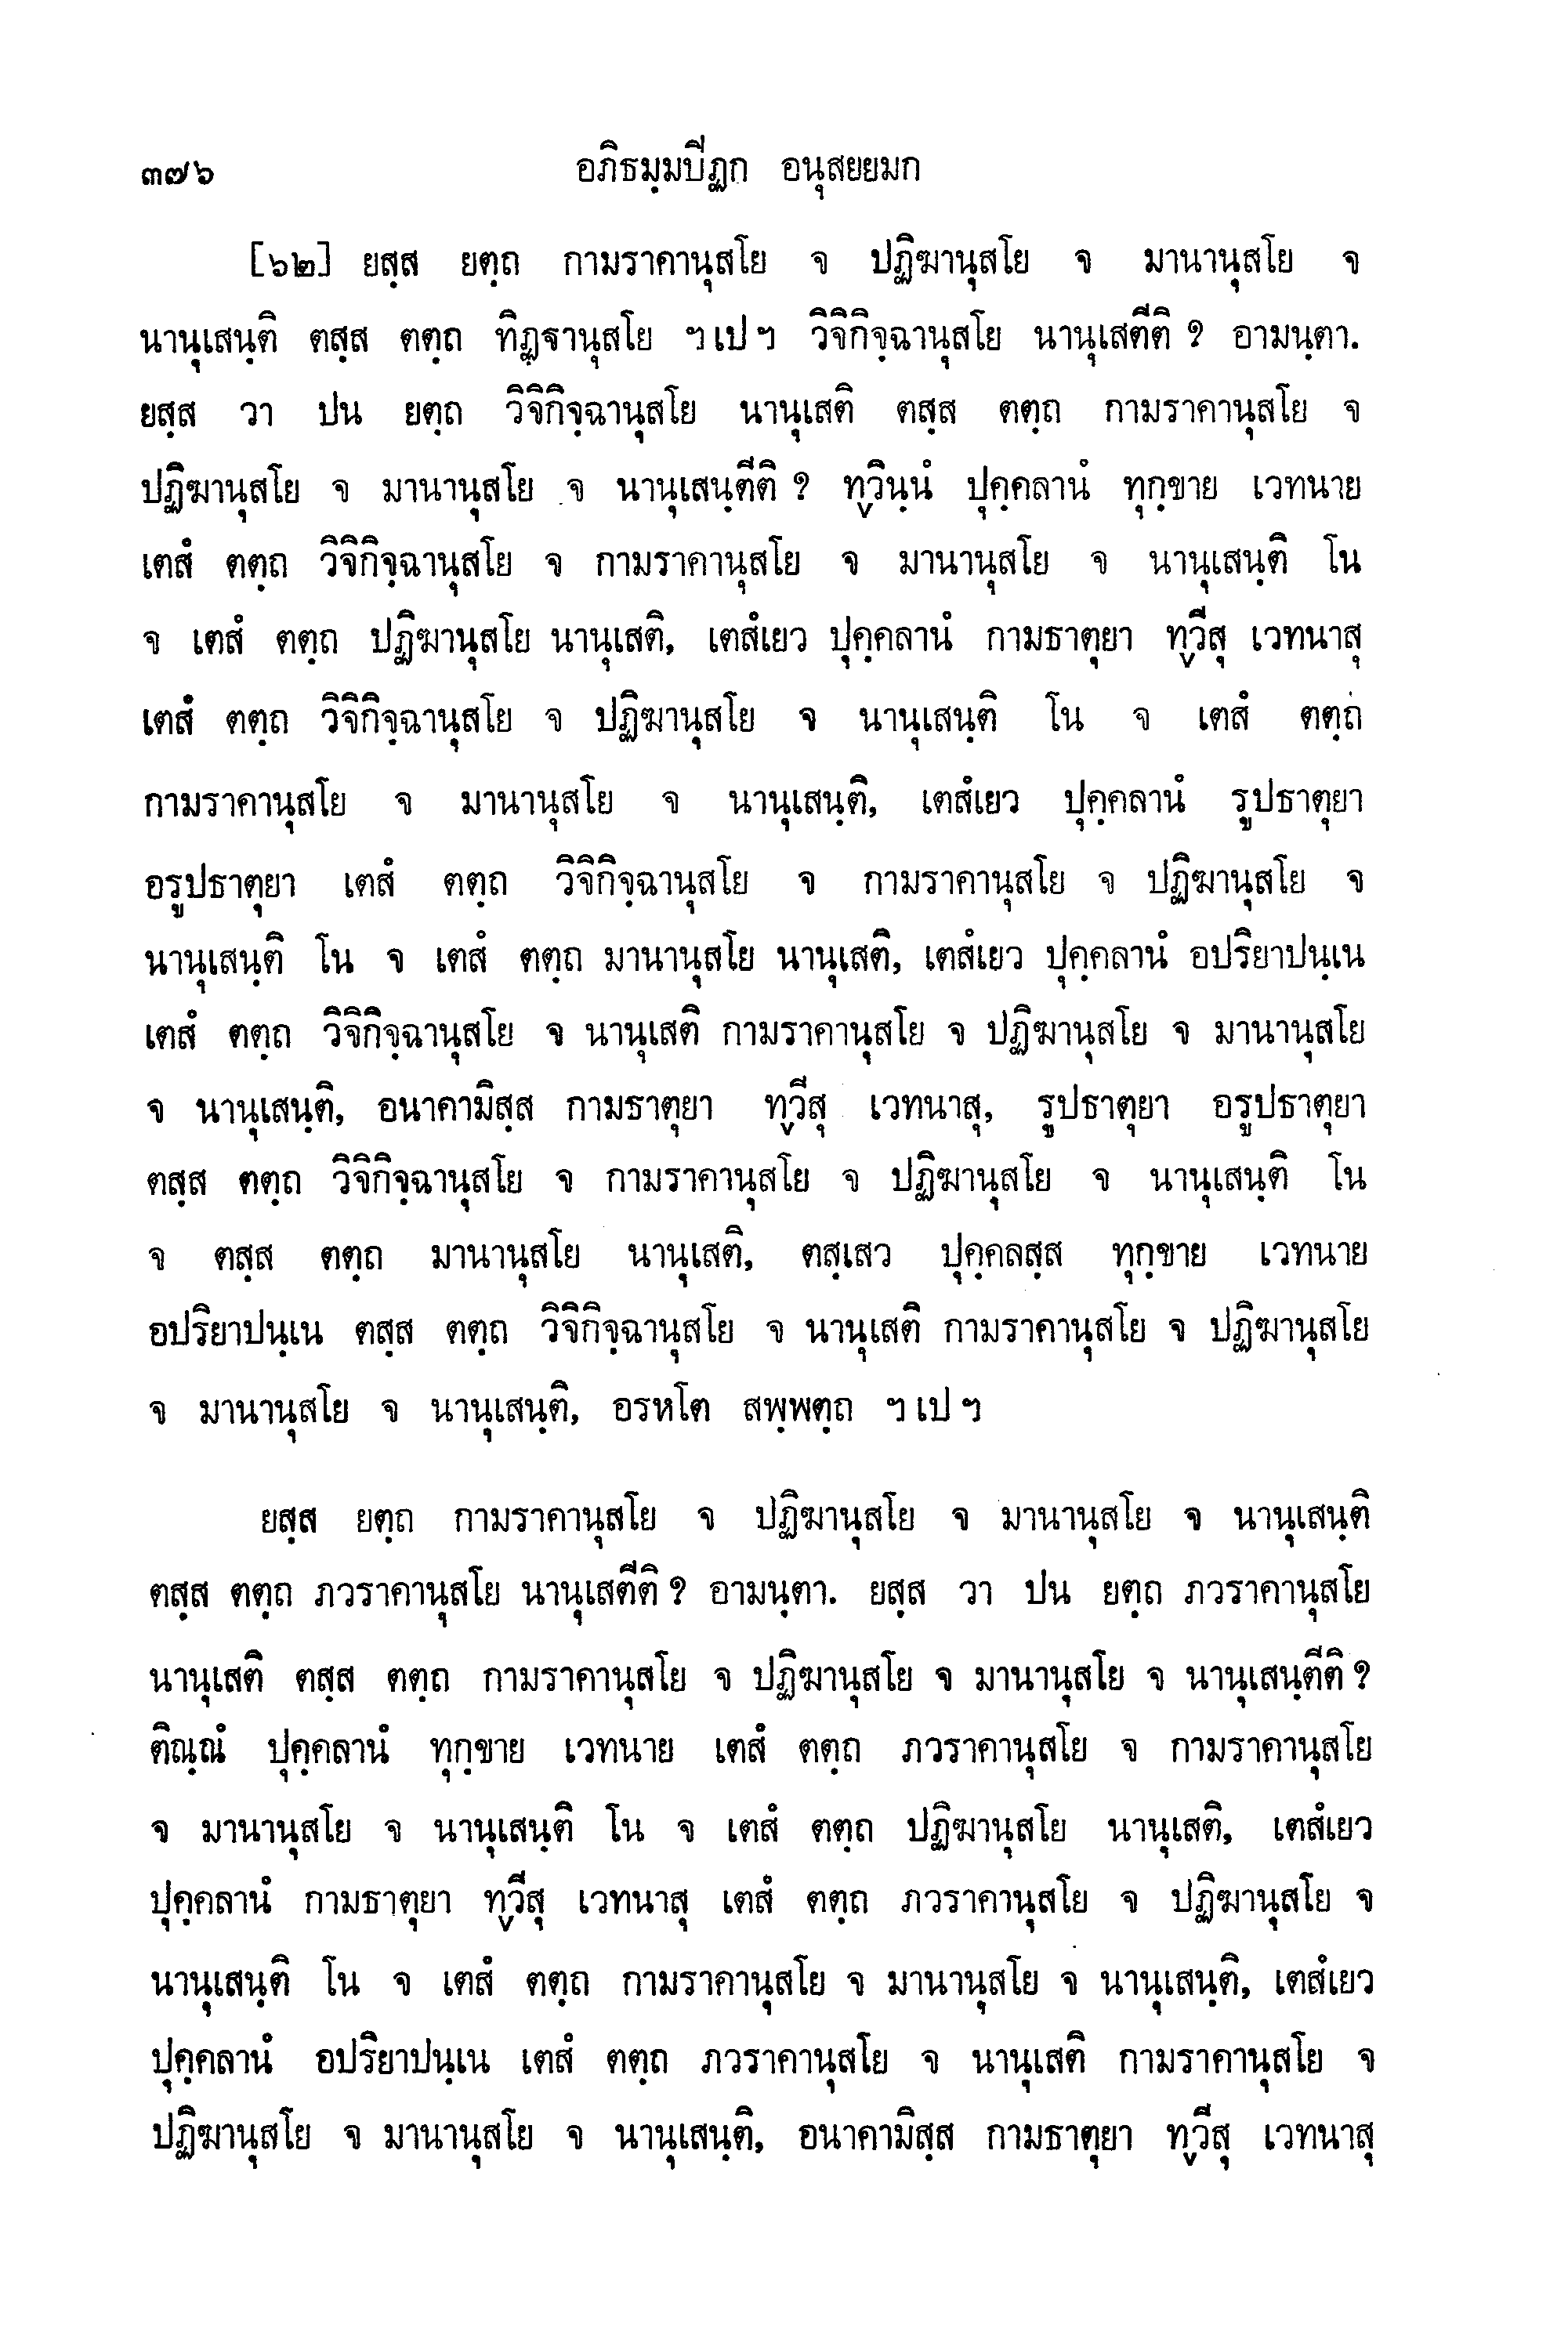 ๓๗๖ อภิธมฺมปีฏก อนุสยยมก
[๖๒] ยสฺส ยตฺถ กามราคานุสโย จ ปฏิฆานุสโย จ มานานุสโย จ
นานุเสนฺติ ตสฺส ตตฺถ ทิฏฺฐานุสโย ฯเปฯ วิจิกิจฺฉานุสโย นานุเสตีติ ? อามนฺตา.
ยสฺส วา ปน ยตฺถ วิจิกิจฺฉานุสโย นานุเสติ ตสฺส ตตฺถ กามราคานุสโย จ
ปฏิฆานุสโย จ มานานุสโย จ นานุเสนฺตีติ ? ทฺวินฺนํ ปุคฺคลานํ ทุกฺขาย เวทนาย
เตสํ ตตฺถ วิจิกิจฺฉานุสโย จ กามราคานุสโย จ มานานุสโย จ นานุเสนฺติ โน
จ เตสํ ตตฺถ ปฏิฆานุสโย นานุเสติ, เตสํเยว ปุคฺคลานํ กามธาตุยา ทฺวีสุ เวทนาสุ
เตสํ ตตฺถ วิจิกิจฺฉานุสโย จ ปฏิฆานุสโย จ นานุเสนฺติ โน จ เตสํ ตตฺถ
กามราคานุสโย จ มานานุสโย จ นานุเสนฺติ, เตสํเยว ปุคฺคลานํ รูปธาตุยา
อรูปธาตุยา เตสํ ตตฺถ วิจิกิจฺฉานุสโย จ กามราคานุสโย จ ปฏิฆานุสโย จ
นานุเสนฺติ โน จ เตสํ ตตฺถ มานานุสโย นานุเสติ, เตสํเยว ปุคฺคลานํ อปริยาปนฺเน
เตสํ ตตฺถ วิจิกิจฺฉานุสโย จ นานุเสติ กามราคานุสโย จ ปฏิฆานุสโย จ มานานุสโย
จ นานุเสนฺติ, อนาคามิสฺส กามธาตุยา ทฺวีสุ เวทนาสุ, รูปธาตุยา อรูปธาตุยา
ตสฺส ตตฺถ วิจิกิจฺฉานุสโย จ กามราคานุสโย จ ปฏิฆานุสโย จ นานุเสนฺติ โน
จ ตสฺส ตตฺถ มานานุสโย นานุเสติ, ตสฺเสว ปุคฺคลสฺส ทุกฺขาย เวทนาย
อปริยาปนฺเน ตสฺส ตตฺถ วิจิกิจฺฉานุสโย จ นานุเสติ กามราคานุสโย จ ปฏิฆานุสโย
จ มานานุสโย จ นานุเสนฺติ, อรหโต สพฺพตฺถ ฯเปฯ
ยสฺส ยตฺถ กามราคานุสโย จ ปฏิฆานุสโย จ มานานุสโย จ นานุเสนฺติ
ตสฺส ตตฺถ ภวราคานุสโย นานุเสตีติ ? อามนฺตา. ยสฺส วา ปน ยตฺถ ภวราคานุสโย
นานุเสติ ตสฺส ตตฺถ กามราคานุสโย จ ปฏิฆานุสโย จ มานานุสโย จ นานุเสนฺตีติ ?
ติณฺณํ ปุคฺคลานํ ทุกฺขาย เวทนาย เตสํ ตตฺถ ภวราคานุสโย จ กามราคานุสโย
จ มานานุสโย จ นานุเสนฺติ โน จ เตสํ ตตฺถ ปฏิฆานุสโย นานุเสติ, เตสํเยว
ปุคฺคลานํ กามธาตุยา ทฺวีสุ เวทนาสุ เตสํ ตตฺถ ภวราคานุสโย จ ปฏิฆานุสโย จ
นานุเสนฺติ โน จ เตสํ ตตฺถ กามราคานุสโย จ มานานุสโย จ นานุเสนฺติ, เตสํเยว
ปุคฺคลานํ อปริยาปนฺเน เตสํ ตตฺถ ภวราคานุสโย จ นานุเสติ กามราคานุสโย จ
ปฏิฆานุสโย จ มานานุสโย จ นานุเสนฺติ, อนาคามิสฺส กามธาตุยา ทฺวีสุ เวทนาสุ